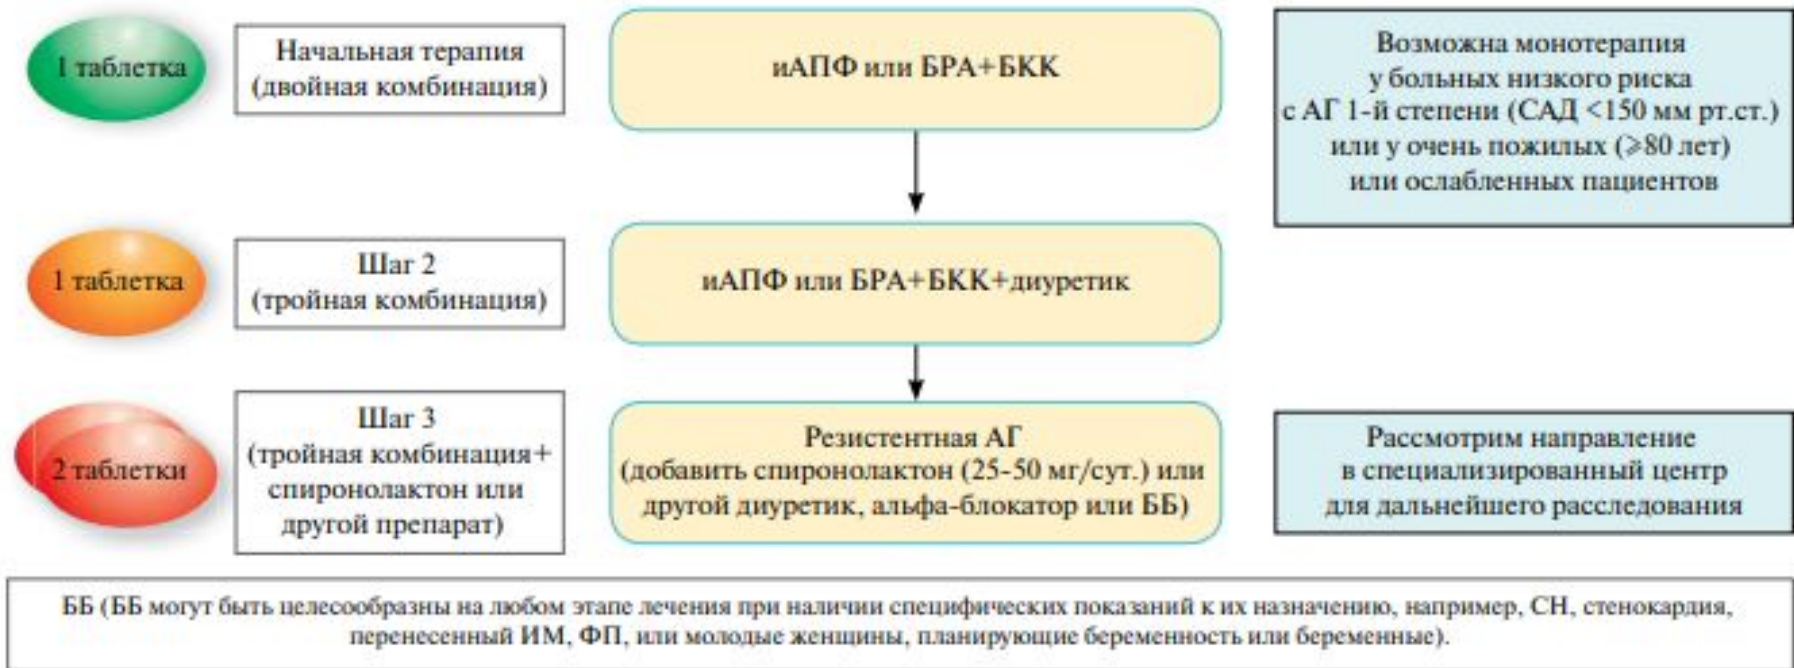 1 таблетка
Начальная терапия
(двойная комбинация)
иАПФ или БРА+БКК
Возможна монотерапия
у больных низкого риска
с АГ 1-й степени (САД <150 мм рт.ст.)
или у очень пожилых (⩾80 лет)
или ослабленных пациентов
1 таблетка
Шаг 2
(тройная комбинация)
иАПФ или БРА+БКК+диуретик
2 таблетки
Шаг 3
(тройная комбинация+
спиронолактон или
другой препарат)
Резистентная АГ
(добавить спиронолактон (25-50 мг/сут.) или
другой диуретик, альфа-блокатор или ББ)
Рассмотрим направление
в специализированный центр
для дальнейшего расследования
ББ (ББ могут быть целесообразны на любом этапе лечения при наличии специфических показаний к их назначению, например, СН, стенокардия,
перенесенный ИМ, ФП, или молодые женщины, планирующие беременность или беременные).